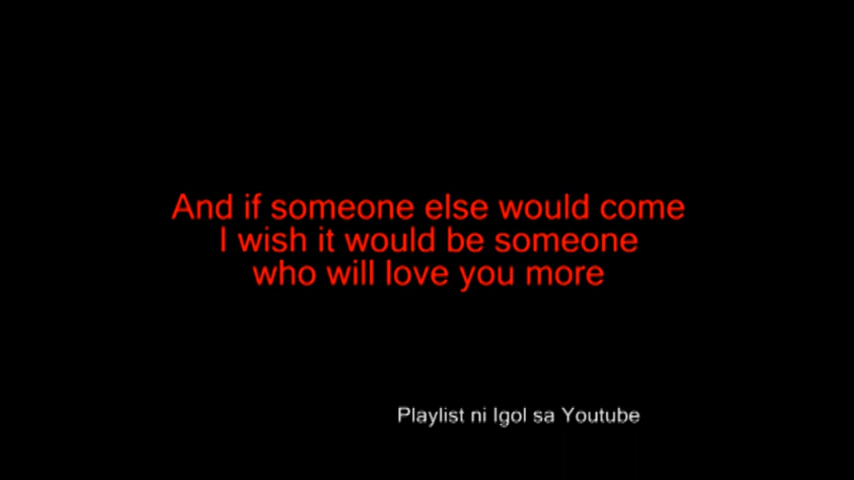 And if someone else would come
I wish it would be someone
who will love you more
Playlist ni Igol sa Youtube